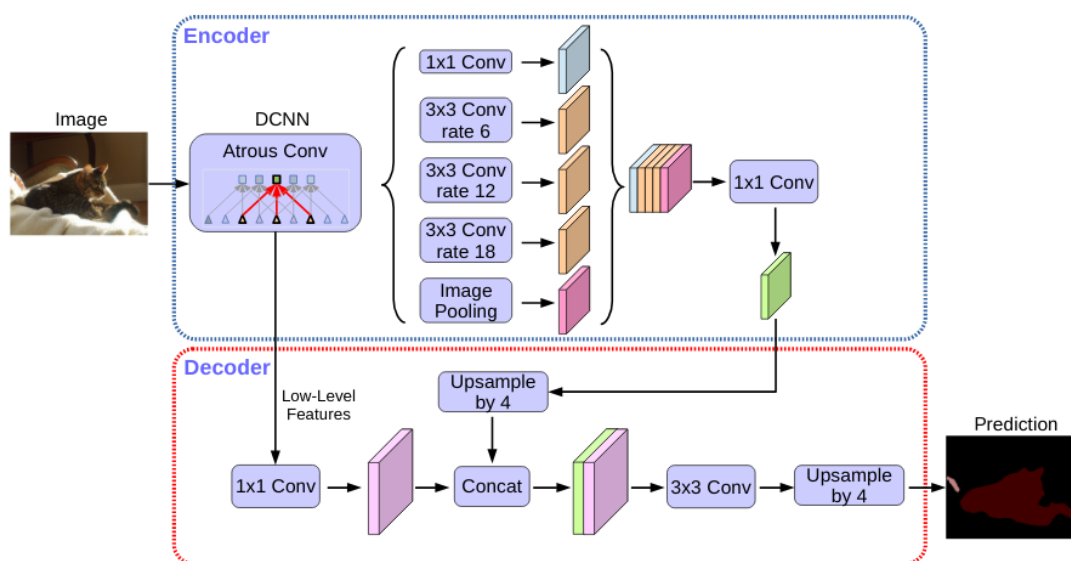 Encoder
Image
DCNN
Atrous Conv
1x1 Conv
3x3 Conv
rate 6
3x3 Conv
rate 12
3x3 Conv
rate 18
Image
Pooling
1x1 Conv
Decoder
Low-Level
Features
Upsample
by 4
1x1 Conv
Concat
3x3 Conv
Upsample
by 4
Prediction